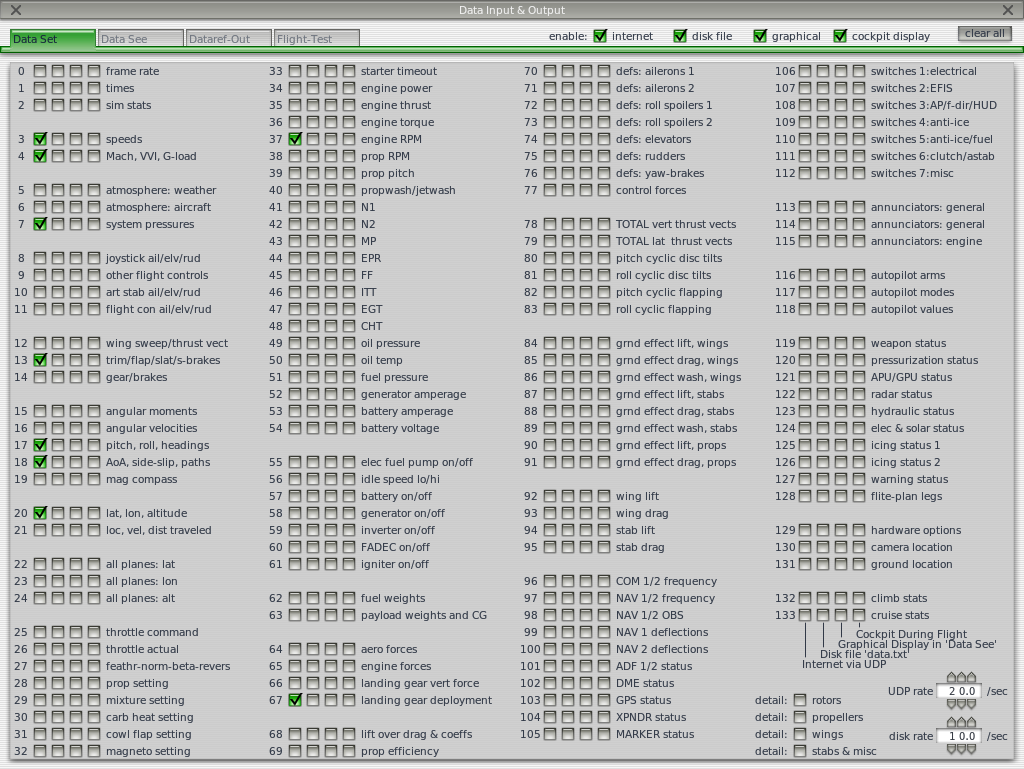 Data Input & Output
Data Set
Data See
Dataref-Out
Flight-Test
enable:
internet
disk file
graphical
cockpit display
clear all
0 frame rate
1 times
2 sim stats
3 speeds
4 Mach, VVI, G-load
5 atmosphere: weather
6 atmosphere: aircraft
7 system pressures
8 joystick ail/elv/rud
9 other flight controls
10 art stab ail/elv/rud
11 flight con ail/elv/rud
12 wing sweep/thrust vect
13 trim/flap/slat/s-brakes
14 gear/brakes
15 angular moments
16 angular velocities
17 pitch, roll, headings
18 AoA, side-slip, paths
19 mag compass
20 lat, lon, altitude
21 loc, vel, dist traveled
22 all planes: lat
23 all planes: lon
24 all planes: alt
25 throttle command
26 throttle actual
27 feathr-norm-beta-revers
28 prop setting
29 mixture setting
30 carb heat setting
31 cowl flap setting
32 magneto setting
33 starter timeout
34 engine power
35 engine thrust
36 engine torque
37 engine RPM
38 prop RPM
39 prop pitch
40 propwash/jetwash
41 N1
42 N2
43 MP
44 EPR
45 FF
46 ITT
47 EGT
48 CHT
49 oil pressure
50 oil temp
51 fuel pressure
52 generator amperage
53 battery amperage
54 battery voltage
55 elec fuel pump on/off
56 idle speed lo/hi
57 battery on/off
58 generator on/off
59 inverter on/off
60 FADEC on/off
61 igniter on/off
62 fuel weights
63 payload weights and CG
64 aero forces
65 engine forces
66 landing gear vert force
67 landing gear deployment
68 lift over drag & coeffs
69 prop efficiency
70 defs: ailerons 1
71 defs: ailerons 2
72 defs: roll spoilers 1
73 defs: roll spoilers 2
74 defs: elevators
75 defs: rudders
76 defs: yaw-brakes
77 control forces
78 TOTAL vert thrust vects
79 TOTAL lat thrust vects
80 pitch cyclic disc tilts
81 roll cyclic disc tilts
82 pitch cyclic flapping
83 roll cyclic flapping
84 grnd effect lift, wings
85 grnd effect drag, wings
86 grnd effect wash, wings
87 grnd effect lift, stabs
88 grnd effect drag, stabs
89 grnd effect wash, stabs
90 grnd effect lift, props
91 grnd effect drag, props
92 wing lift
93 wing drag
94 stab lift
95 stab drag
96 COM 1/2 frequency
97 NAV 1/2 frequency
98 NAV 1/2 OBS
99 NAV 1 deflections
100 NAV 2 deflections
101 ADF 1/2 status
102 DME status
103 GPS status
104 XPNDR status
105 MARKER status
106 switches 1:electrical
107 switches 2:EFIS
108 switches 3:AP/f-dir/HUD
109 switches 4:anti-ice
110 switches 5:anti-ice/fuel
111 switches 6:clutch/astab
112 switches 7:misc
113 annunciators: general
114 annunciators: general
115 annunciators: engine
116 autopilot arms
117 autopilot modes
118 autopilot values
119 weapon status
120 pressurization status
121 APU/GPU status
122 radar status
123 hydraulic status
124 elec & solar status
125 icing status 1
126 icing status 2
127 warning status
128 flite-plan legs
129 hardware options
130 camera location
131 ground location
132 climb stats
133 cruise stats
Cockpit During Flight
Graphical Display in 'Data See'
Disk file 'data.txt'
Internet via UDP
UDP rate 2 0.0 /sec
detail: rotors
detail: propellers
detail: wings
detail: stabs & misc
disk rate 1 0.0 /sec